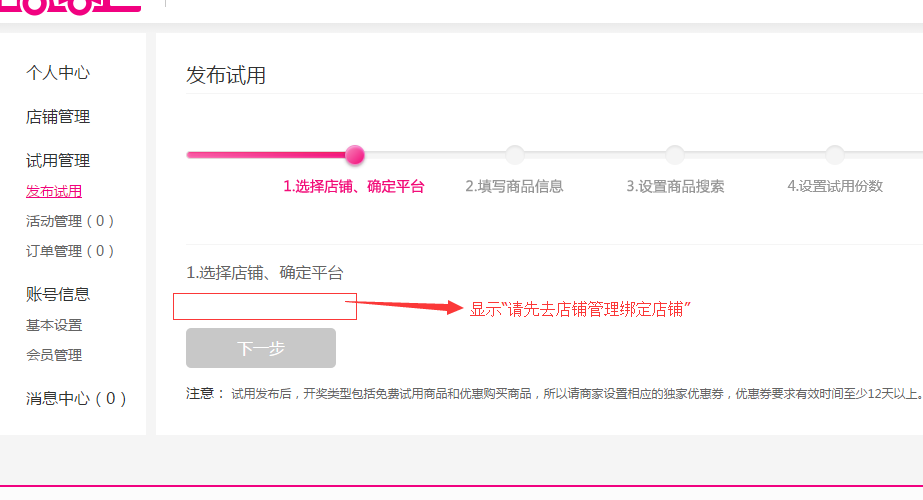 个人中心
店铺管理
试用管理
发布试用
活动管理（0）
订单管理（0）
账号信息
基本设置
会员管理
消息中心（0）
发布试用
1.选择店铺、确定平台
2.填写商品信息
3.设置商品搜索
4.设置试用份数
1.选择店铺、确定平台
显示“请先去店铺管理绑定店铺”
下一步
注意： 试用发布后，开奖类型包括免费试用商品和优惠购买商品，所以请商家设置相应的独家优惠券，优惠券要求有效时间至少12天以上。